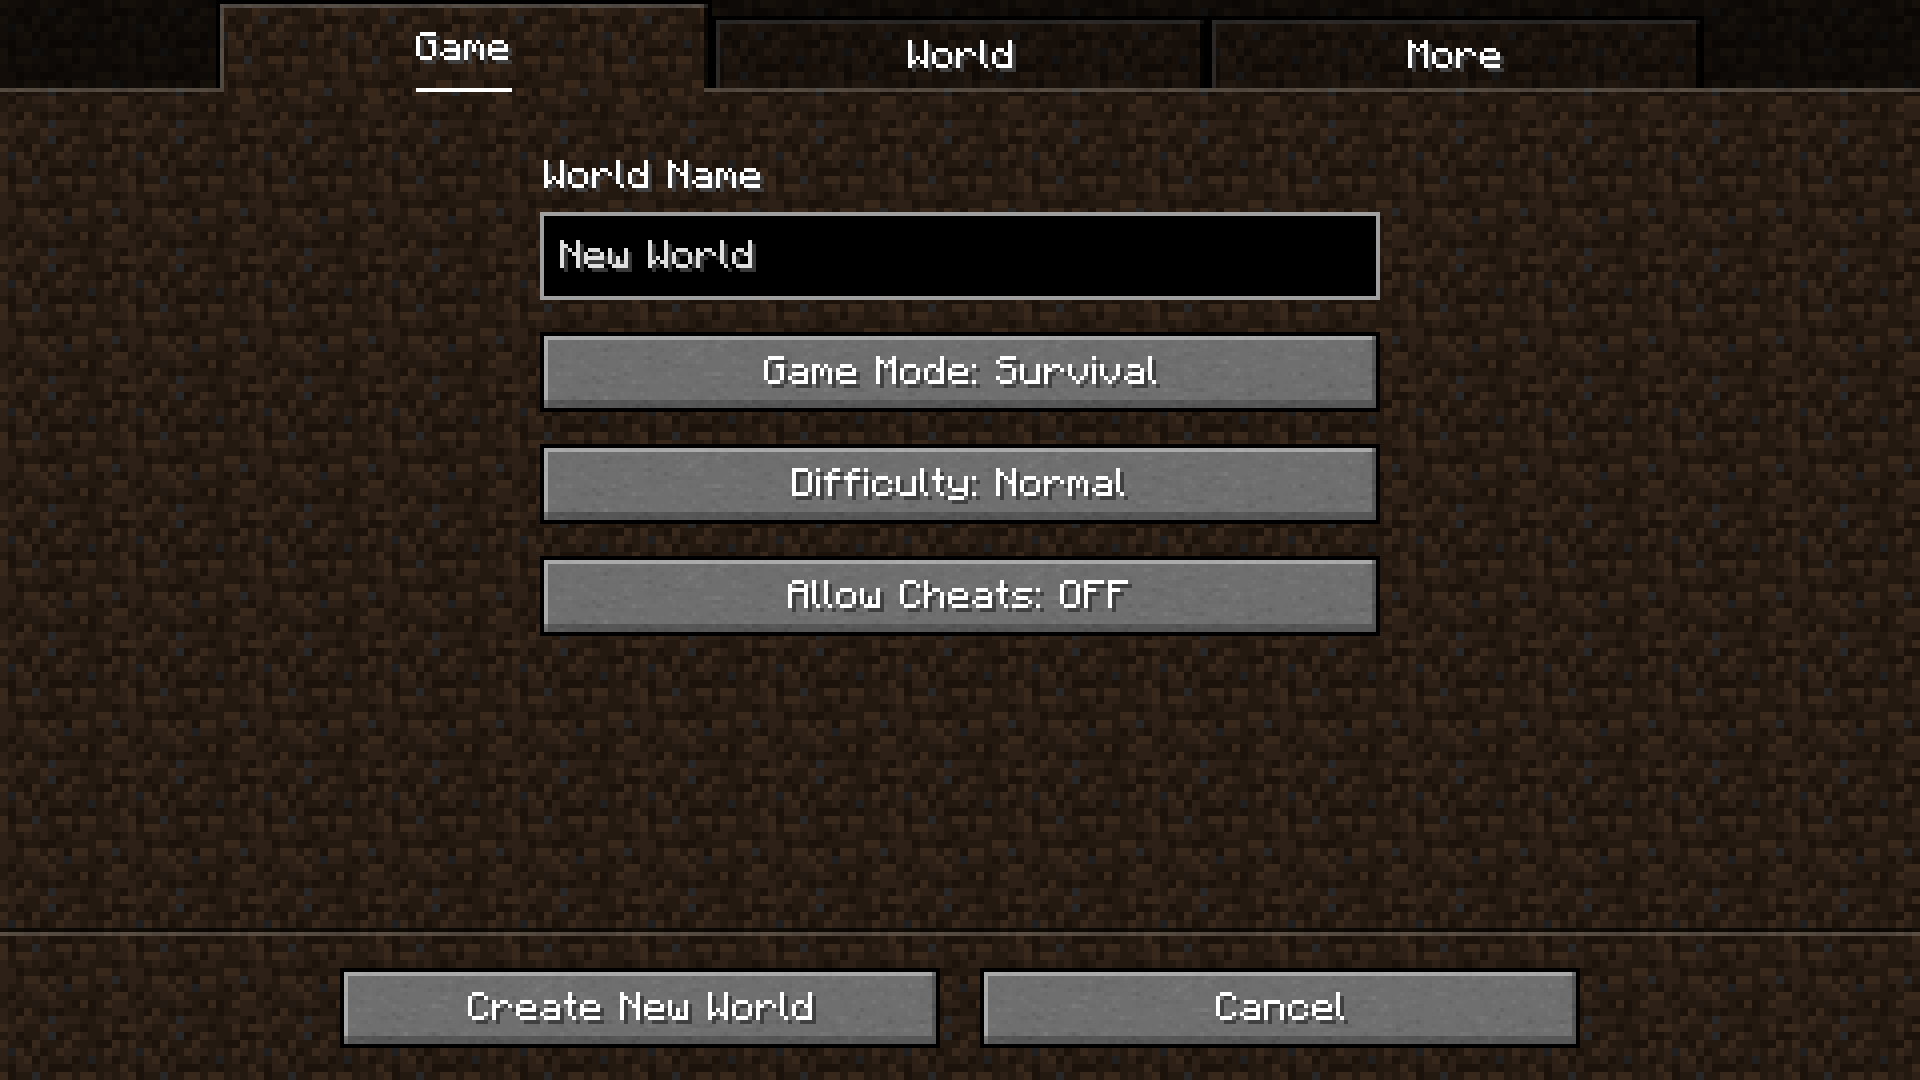 Game
World
More
World Name
New World
Game Mode: Survival
Difficulty: Normal
Allow Cheats: OFF
Create New World
Cancel